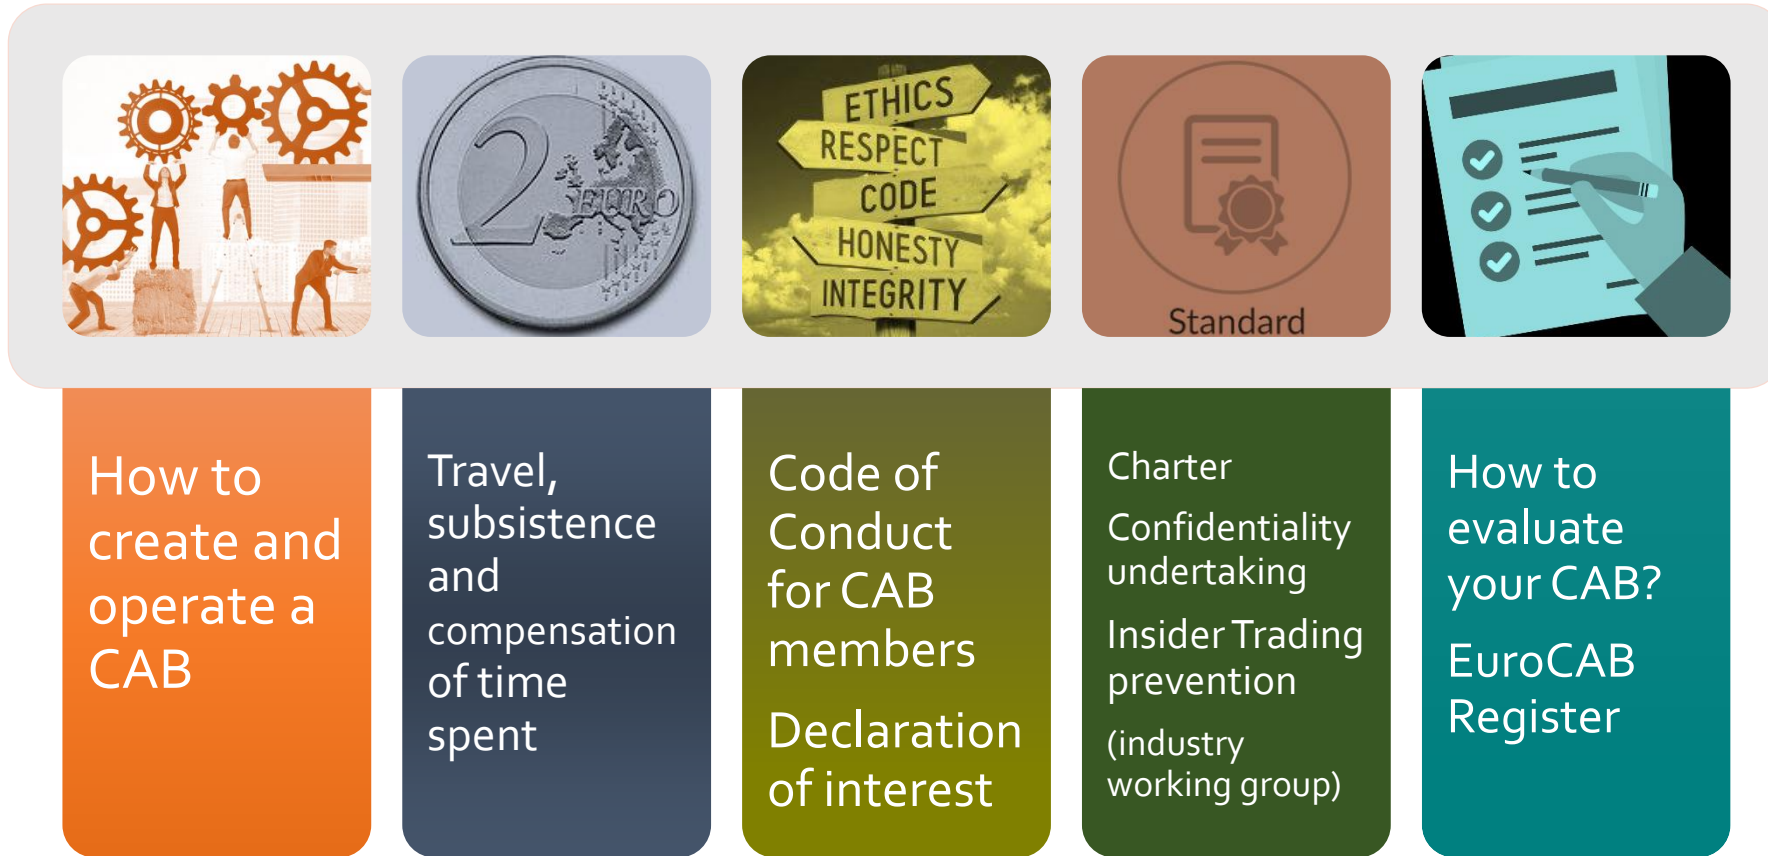 2
EURO
ETHICS
RESPECT
CODE
HONESTY
INTEGRITY
Standard
How to
create and
operate a
CAB
Travel,
subsistence
and
compensation
of time
spent
Code of
Conduct
for CAB
members
Declaration
of interest
Charter
Confidentiality
undertaking
Insider Trading
prevention
(industry
working group)
How to
evaluate
your CAB?
EuroCAB
Register